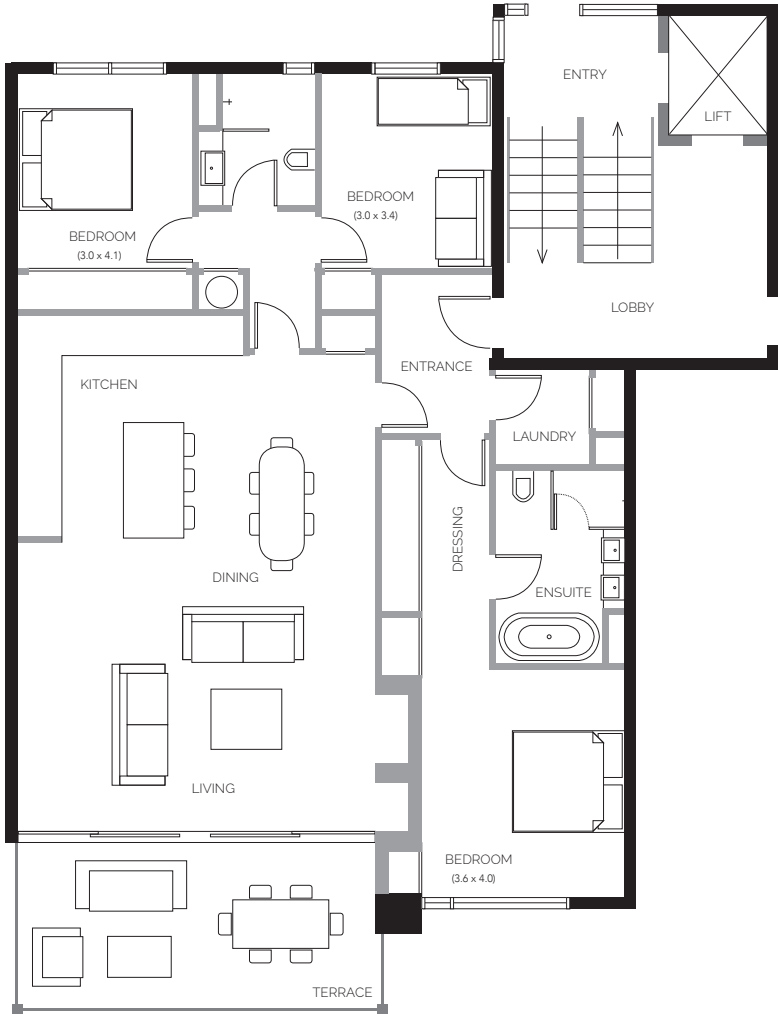 ENTRY
LIFT
BEDROOM
(3.0 x 3.4)
BEDROOM
(3.0 x 4.1)
LOBBY
ENTRANCE
KITCHEN
LAUNDRY
DRESSING
DINING
ENSUITE
LIVING
BEDROOM
(3.6 x 4.0)
TERRACE